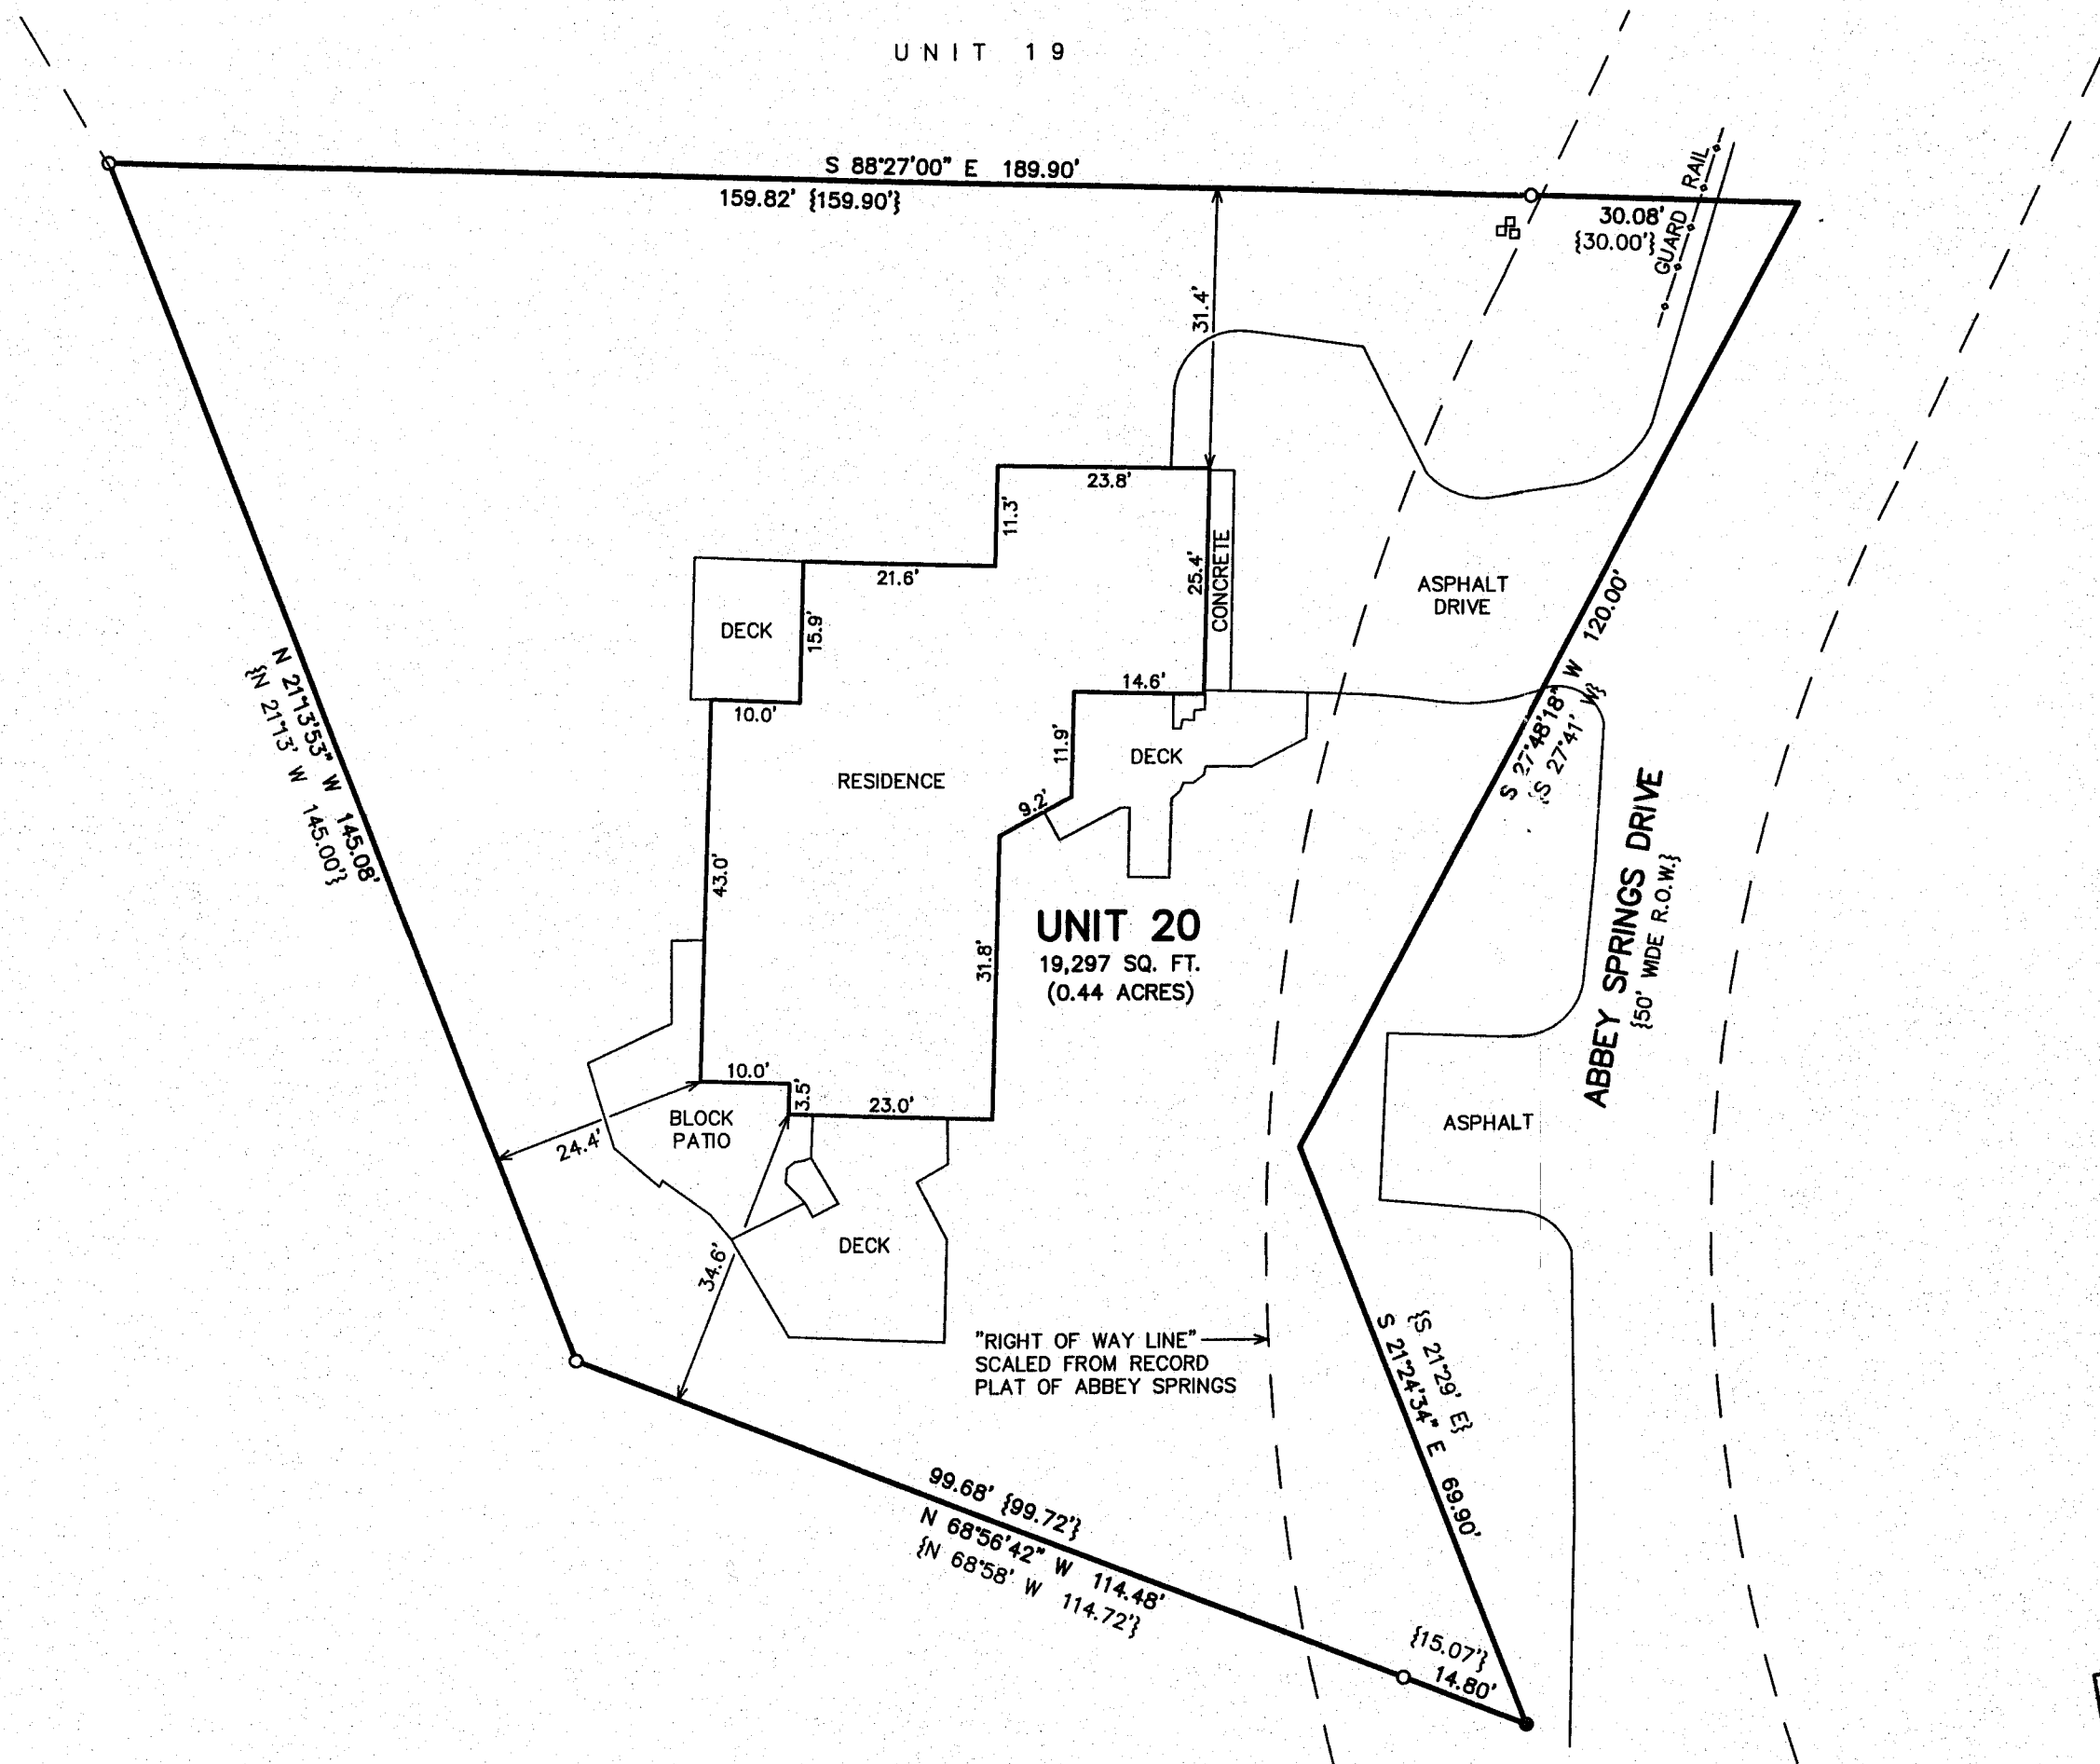 UNIT 19
S 88°27'00" E 189.90'
159.82' {159.90'}
30.08'
{30.00'}
GUARD RAIL
31.4'
23.8'
11.3'
21.6'
25.4'
CONCRETE
ASPHALT
DRIVE
S 27°48'18" W 120.00'
{S 27°41' W}
DECK
15.9'
10.0'
14.6'
11.9'
DECK
9.2'
RESIDENCE
N 21°13'53" W 145.08'
{N 21°13' W 145.00'}
43.0'
31.8'
UNIT 20
19,297 SQ. FT.
(0.44 ACRES)
ABBEY SPRINGS DRIVE
{50' WIDE R.O.W.}
10.0'
3.5'
23.0'
BLOCK
PATIO
24.4'
ASPHALT
34.6'
DECK
"RIGHT OF WAY LINE"
SCALED FROM RECORD
PLAT OF ABBEY SPRINGS
{S 21°29' E}
S 21°24'34" E 69.90'
99.68' {99.72'}
N 68°56'42" W 114.48'
{N 68°58' W 114.72'}
{15.07'}
14.80'